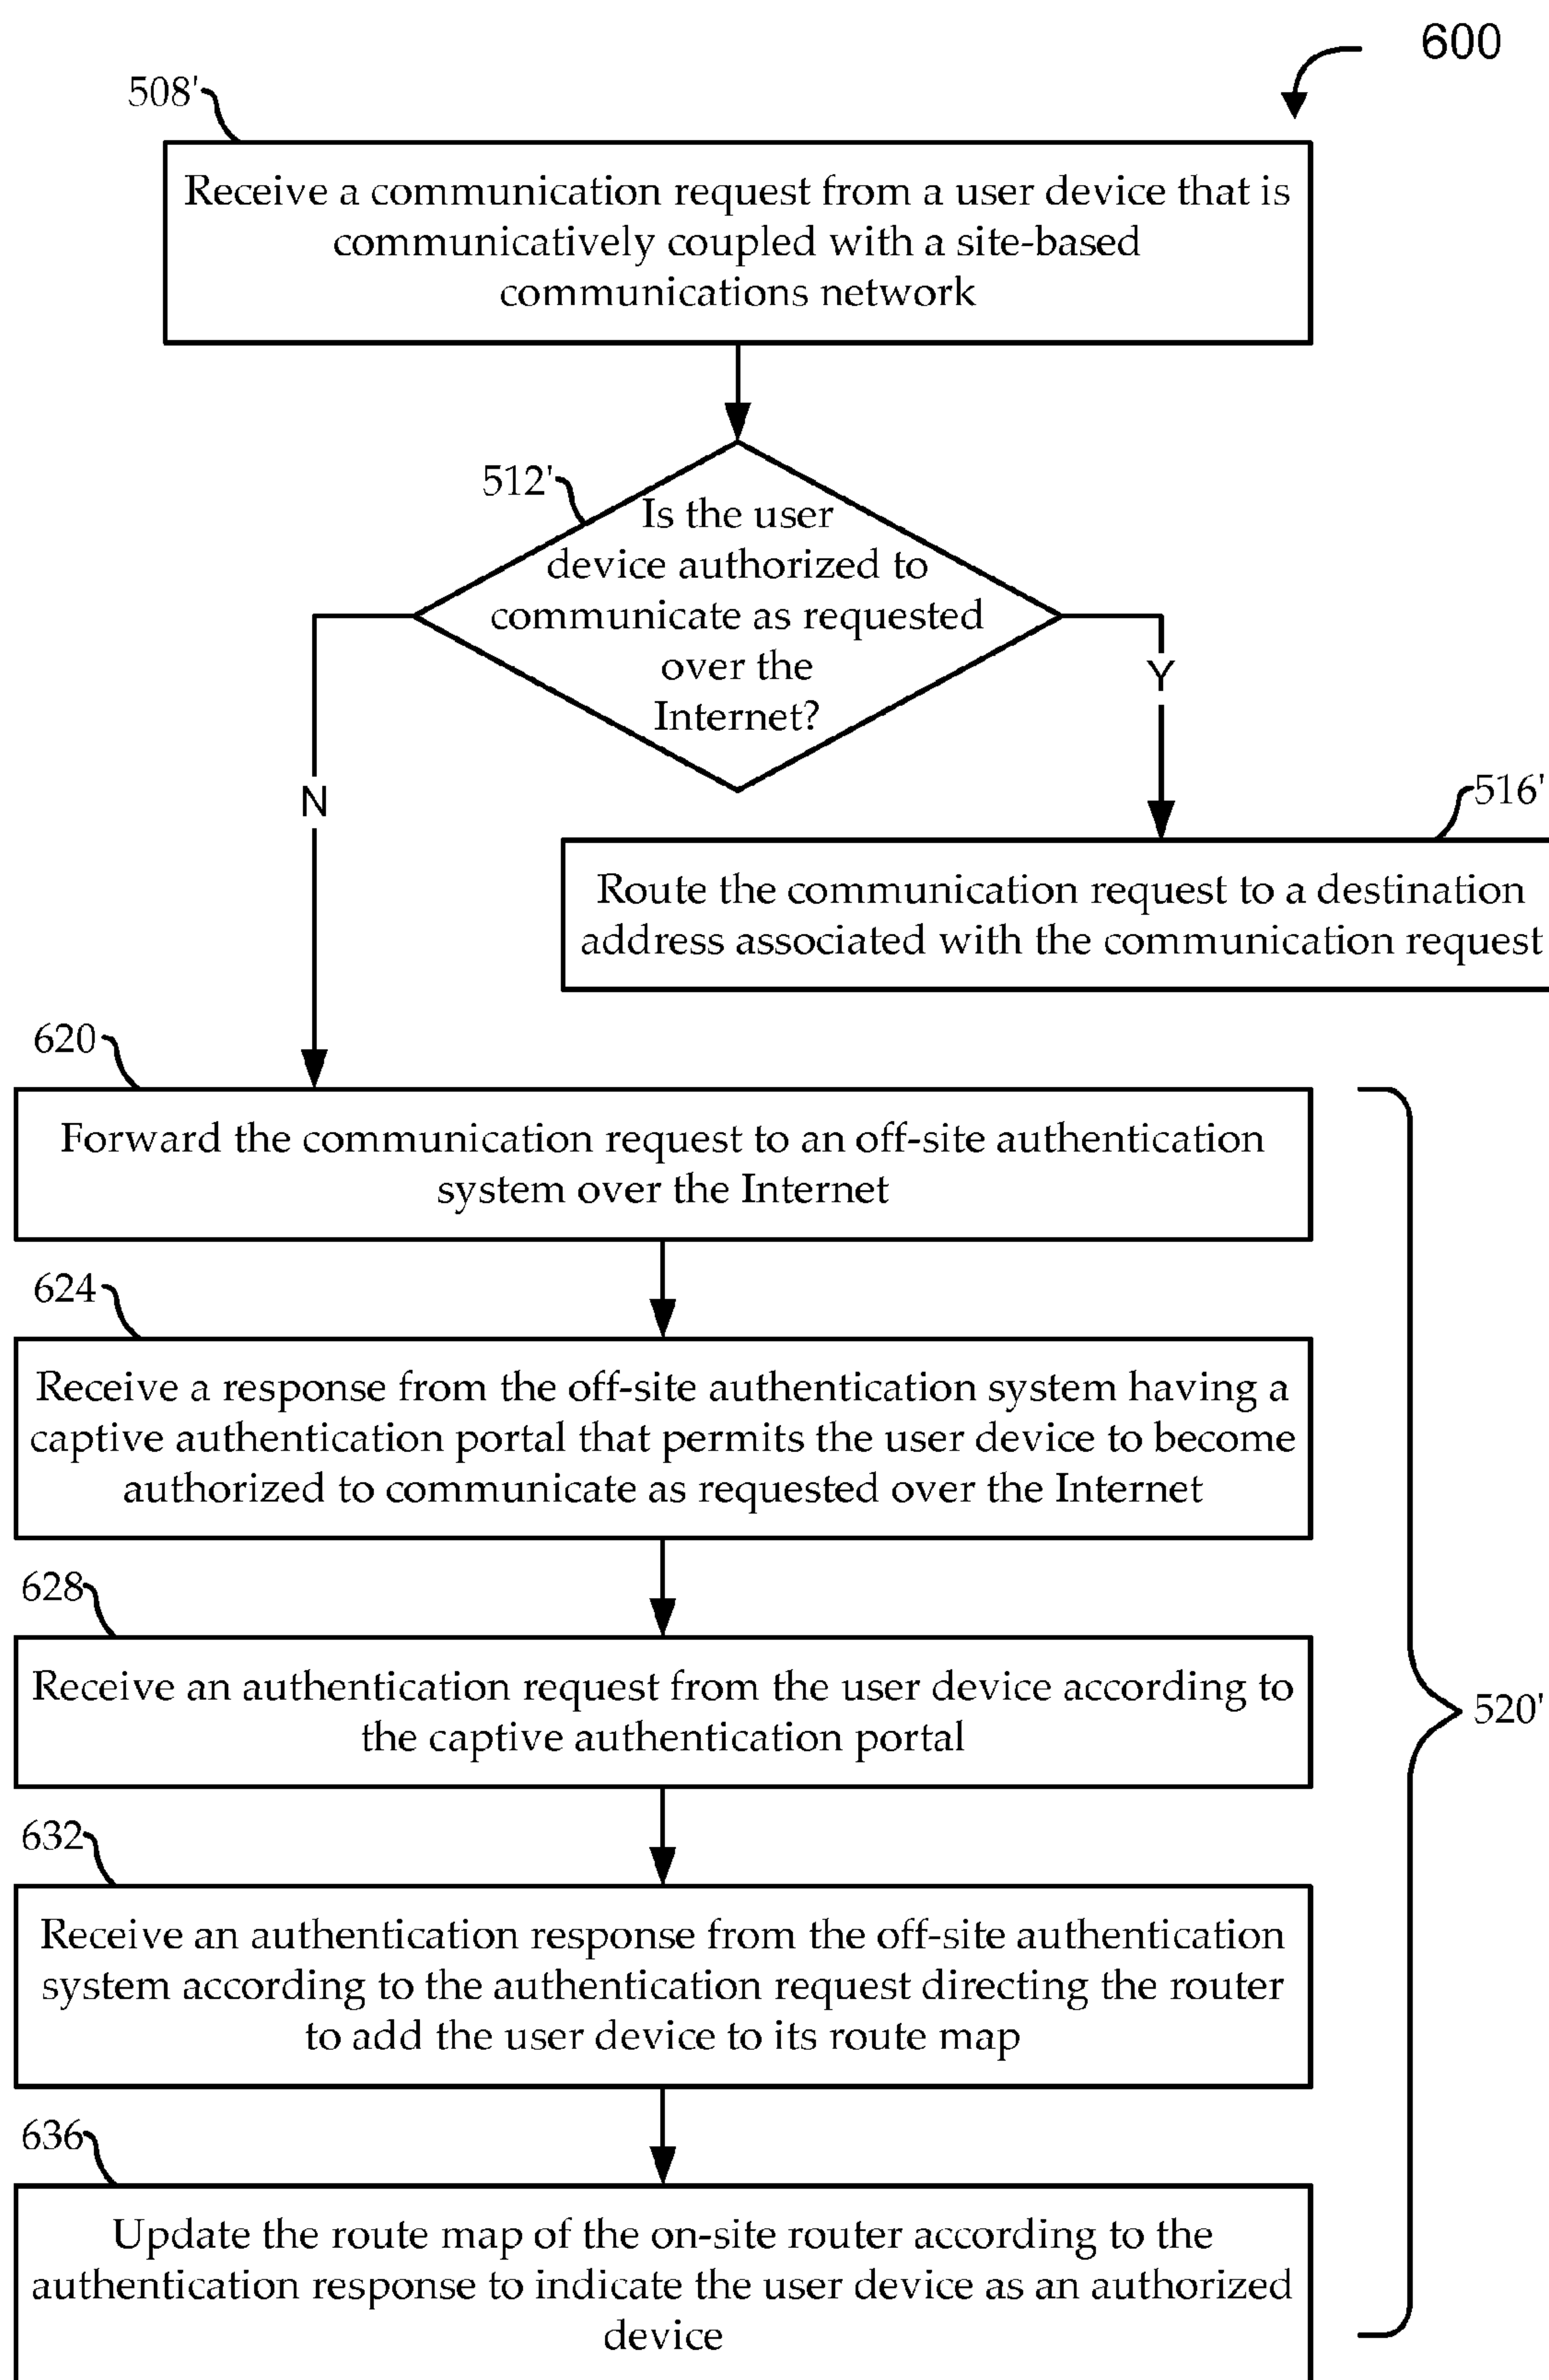 600
508'
Receive a communication request from a user device that is
communicatively coupled with a site-based
communications network
512'
Is the user
device authorized to
communicate as requested
over the
Internet?
Y
N
516'
Route the communication request to a destination
address associated with the communication request
620
Forward the communication request to an off-site authentication
system over the Internet
624
Receive a response from the off-site authentication system having a
captive authentication portal that permits the user device to become
authorized to communicate as requested over the Internet
628
Receive an authentication request from the user device according to
the captive authentication portal
520'
632
Receive an authentication response from the off-site authentication
system according to the authentication request directing the router
to add the user device to its route map
636
Update the route map of the on-site router according to the
authentication response to indicate the user device as an authorized
device